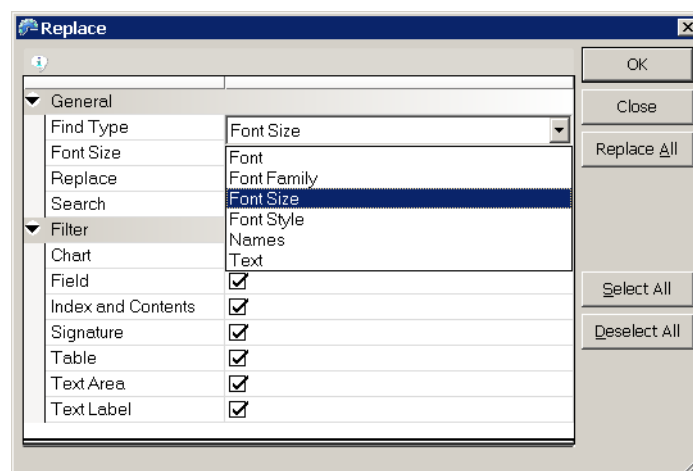 Replace
OK
General
Close
Find Type Font Size
Font Size Font
Replace All
Replace Font Family
Search Font Size
Filter Font Style
Chart Names
Text
Field
Select All
Index and Contents
Signature
Deselect All
Table
Text Area
Text Label